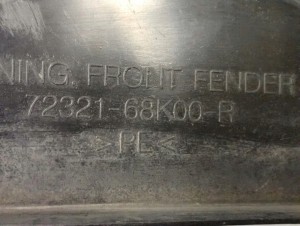 NING FRONT FENDER
72321-68K00-R
>PE<